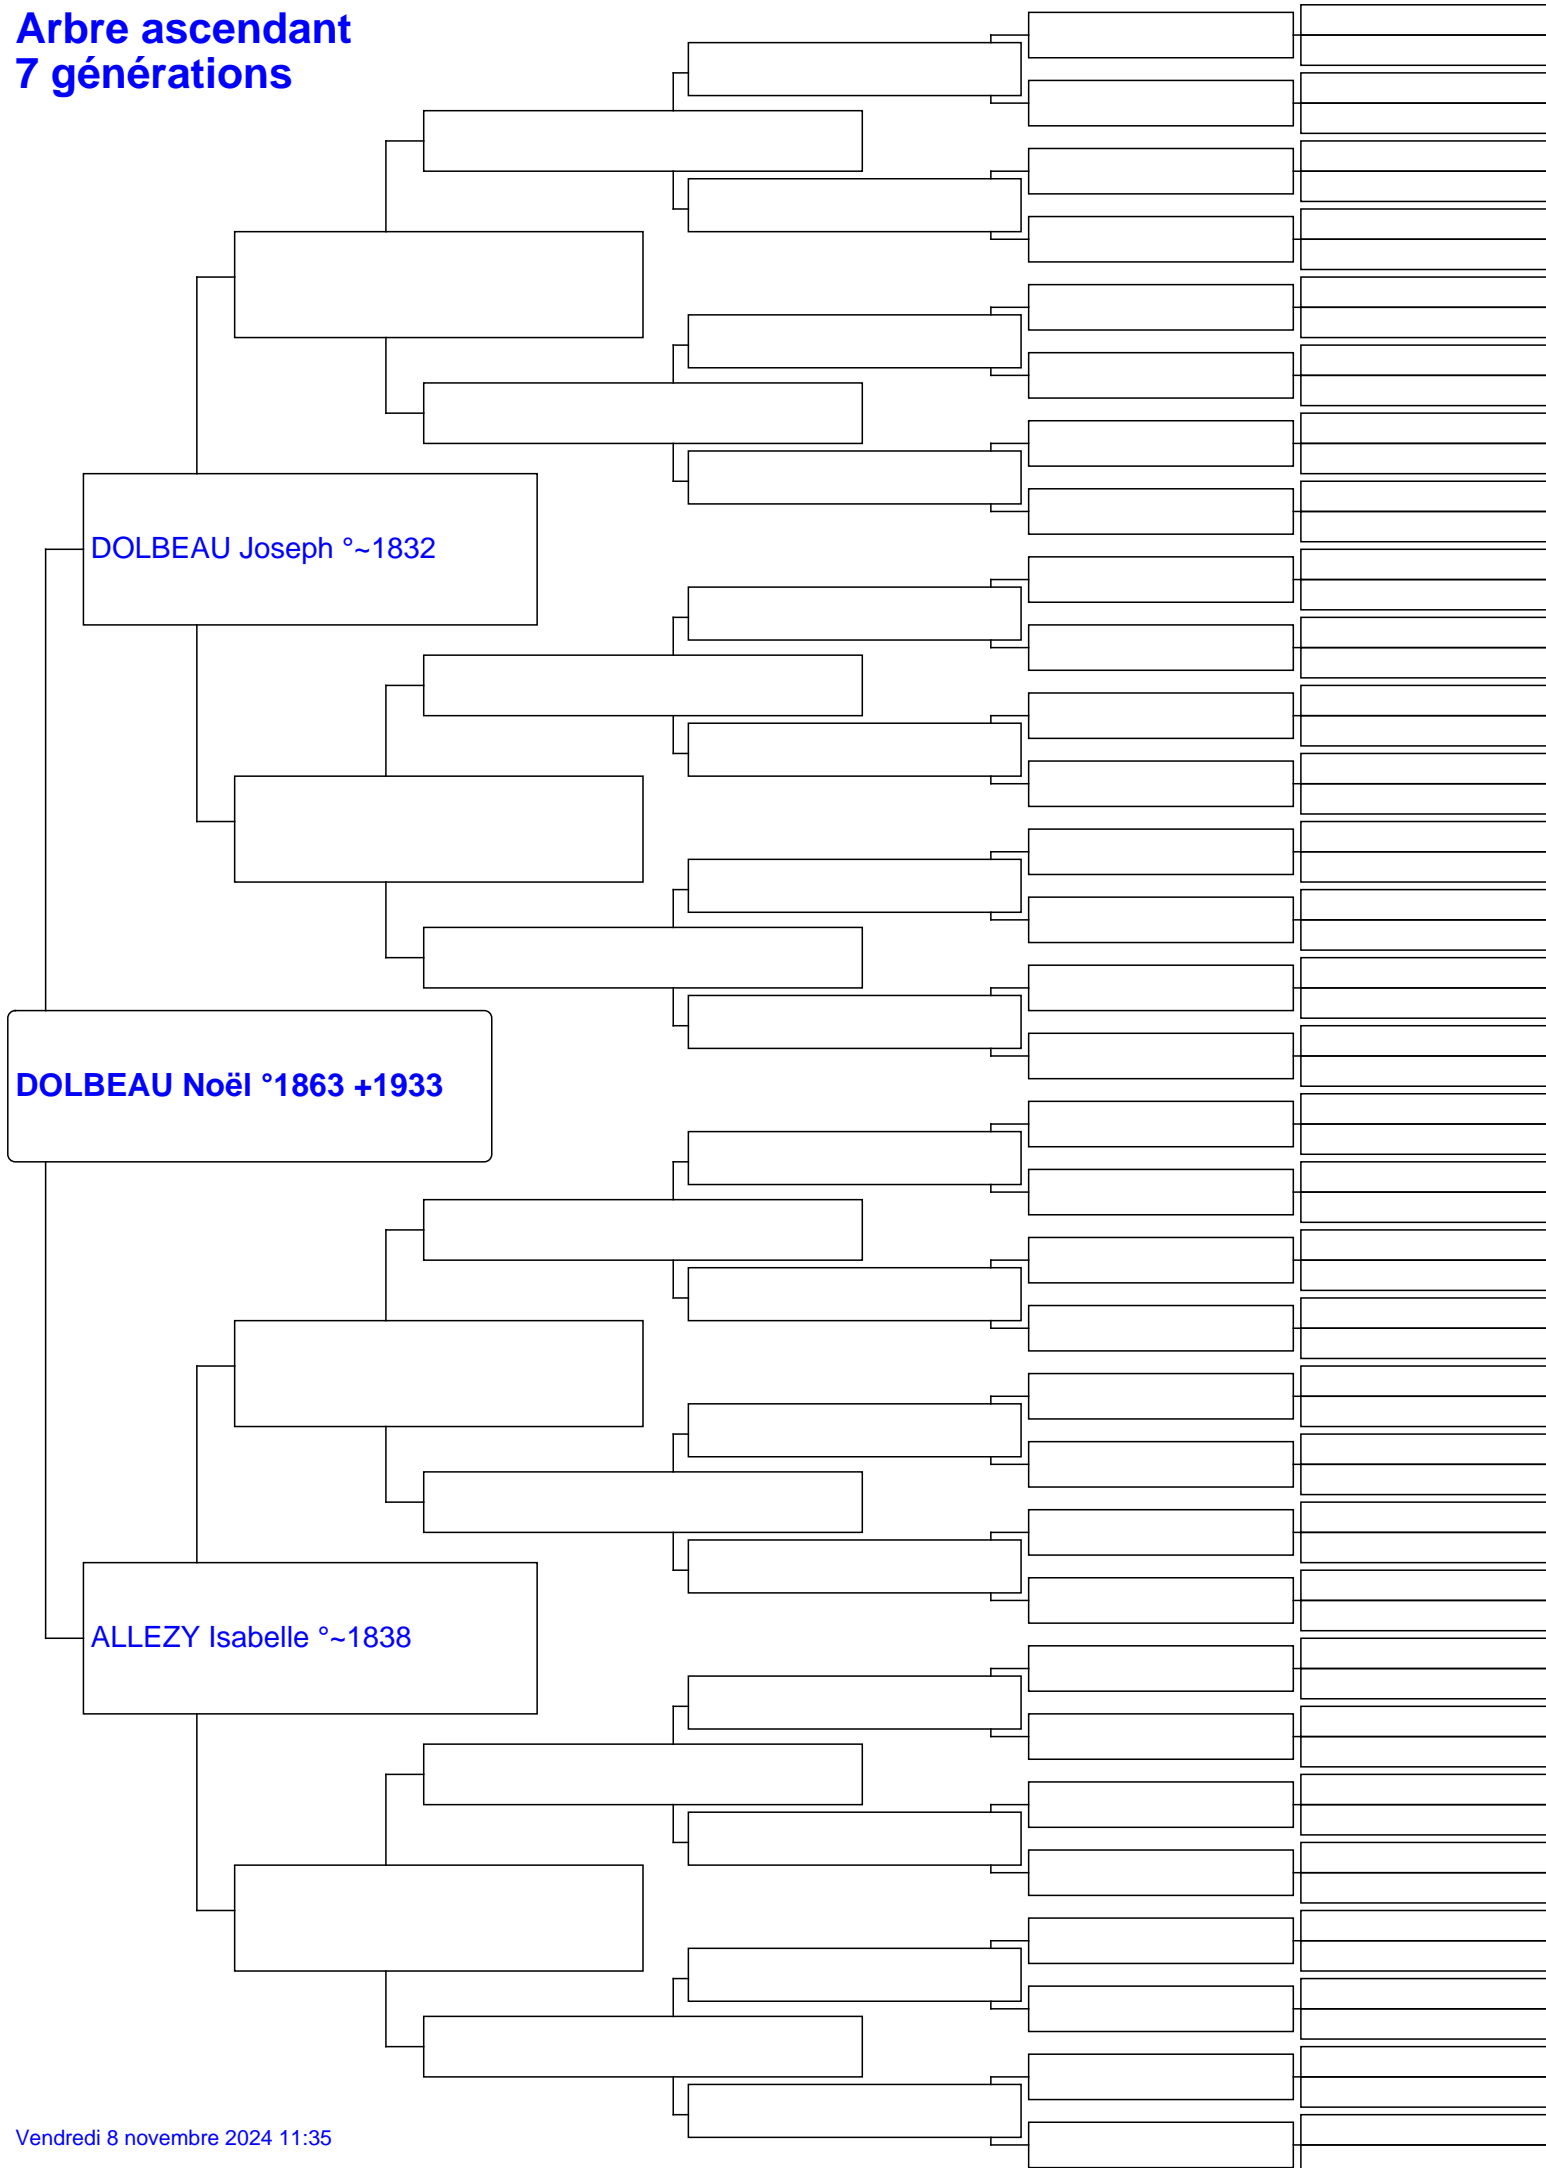 Arbre ascendant
7 générations
DOLBEAU Joseph °~1832
DOLBEAU Noël °1863 +1933
ALLEZY Isabelle °~1838
Vendredi 8 novembre 2024 11:35